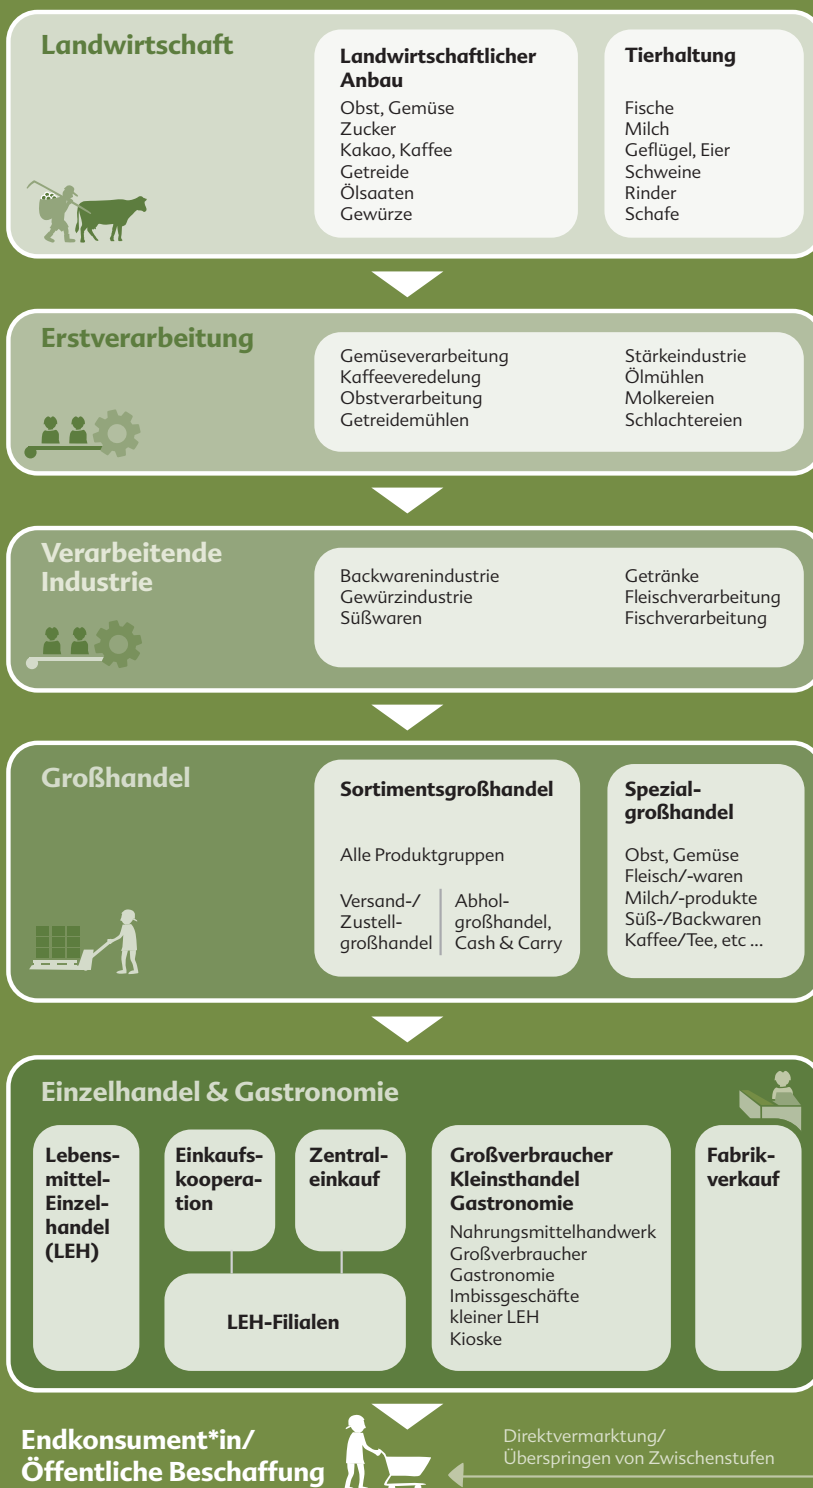 Landwirtschaft
Landwirtschaftlicher
Anbau
Obst, Gemüse
Zucker
Kakao, Kaffee
Getreide
Ölsaaten
Gewürze
Tierhaltung
Fische
Milch
Geflügel, Eier
Schweine
Rinder
Schafe
Erstverarbeitung
Gemüseverarbeitung
Kaffeeveredelung
Obstverarbeitung
Getreidemühlen
Stärkeindustrie
Ölmühlen
Molkereien
Schlachtereien
Verarbeitende
Industrie
Backwarenindustrie
Gewürzindustrie
Süßwaren
Getränke
Fleischverarbeitung
Fischverarbeitung
Großhandel
Sortimentsgroßhandel
Alle Produktgruppen
Versand-/
Zustell-
großhandel
Abhol-
großhandel,
Cash & Carry
Spezial-
großhandel
Obst, Gemüse
Fleisch/-waren
Milch/-produkte
Süß-/Backwaren
Kaffee/Tee, etc ...
Einzelhandel & Gastronomie
Lebens-
mittel-
Einzel-
handel
(LEH)
Einkaufs-
koopera-
tion
Zentral-
einkauf
LEH-Filialen
Großverbraucher
Kleinsthandel
Gastronomie
Nahrungsmittelhandwerk
Großverbraucher
Gastronomie
Imbissgeschäfte
kleiner LEH
Kioske
Fabrik-
verkauf
Endkonsument*in/
Öffentliche Beschaffung
Direktvermarktung/
Überspringen von Zwischenstufen